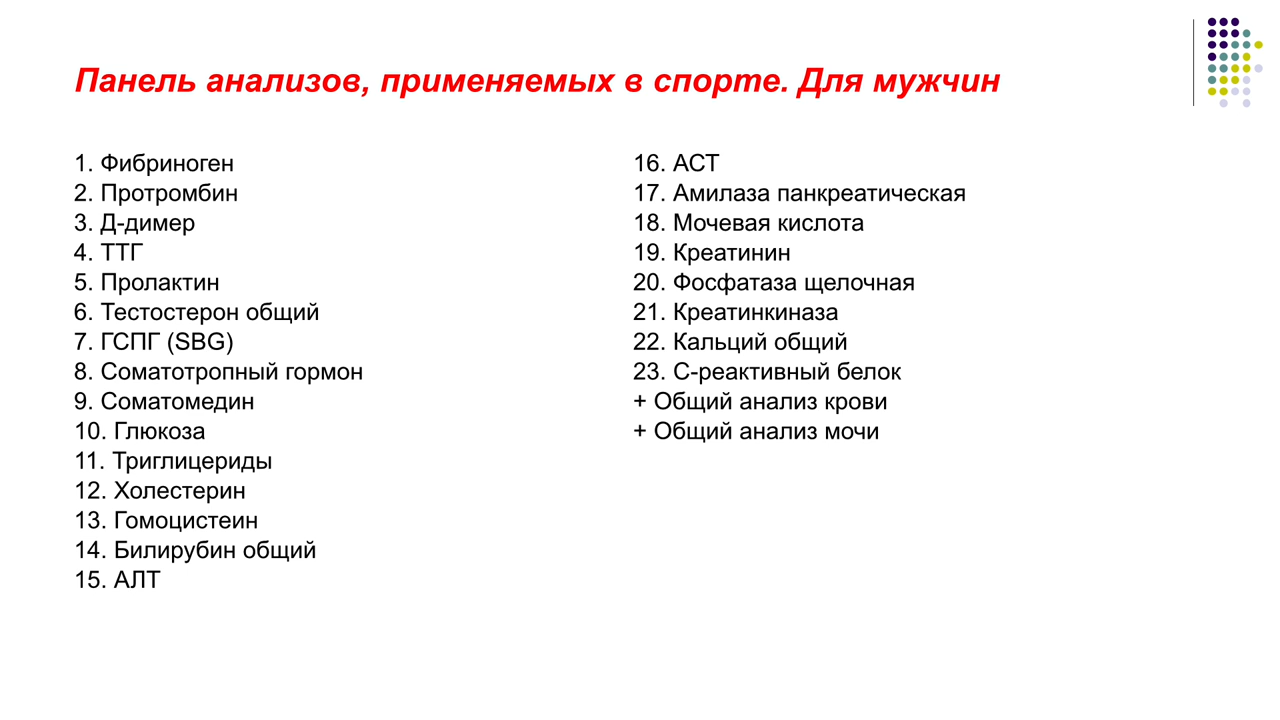 Панель анализов, применяемых в спорте. Для мужчин
1. Фибриноген
2. Протромбин
3. Д-димер
4. ТТГ
5. Пролактин
6. Тестостерон общий
7. ГСПГ (SBG)
8. Соматотропный гормон
9. Соматомедин
10. Глюкоза
11. Триглицериды
12. Холестерин
13. Гомоцистеин
14. Билирубин общий
15. АЛТ
16. АСТ
17. Амилаза панкреатическая
18. Мочевая кислота
19. Креатинин
20. Фосфатаза щелочная
21. Креатинкиназа
22. Кальций общий
23. С-реактивный белок
+ Общий анализ крови
+ Общий анализ мочи